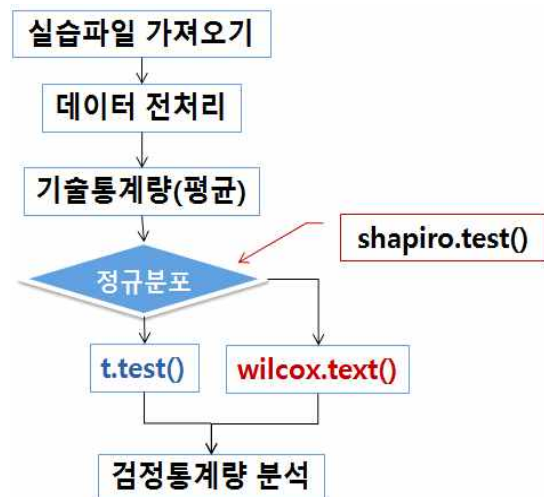 실습파일 가져오기
데이터 전처리
기술통계량(평균)
shapiro.test()
정규분포
t.test()
wilcox.text()
검정통계량 분석